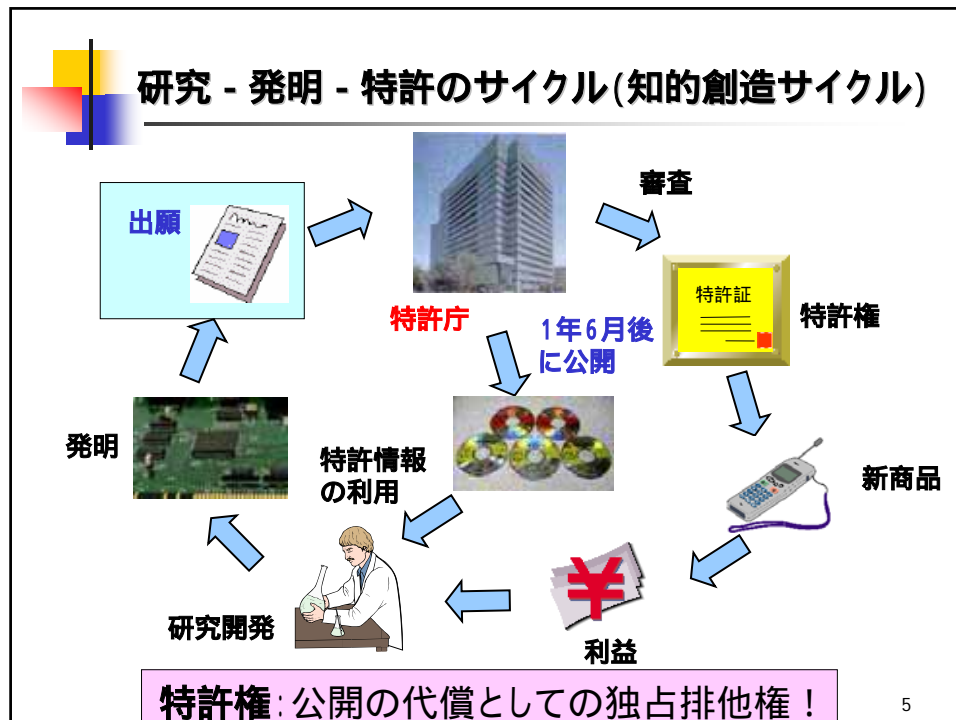 研究 - 発明 - 特許のサイクル(知的創造サイクル)
出願
審査
特許証
特許権
特許庁
1年6月後
に公開
発明
特許情報
の利用
新商品
研究開発
利益
特許権:公開の代償としての独占排他権!
5